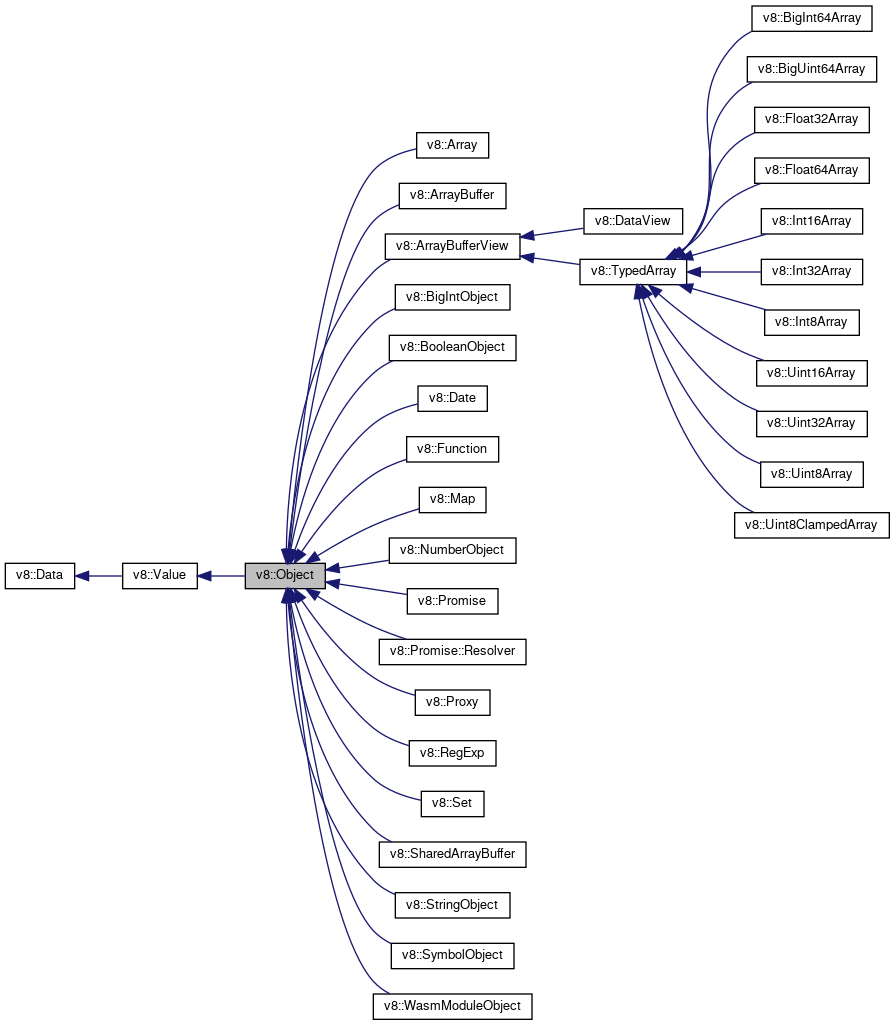 v8::Data
v8::Value
v8::Object
v8::Array
v8::ArrayBuffer
v8::ArrayBufferView
v8::BigIntObject
v8::BooleanObject
v8::Date
v8::Function
v8::Map
v8::NumberObject
v8::Promise
v8::Promise::Resolver
v8::Proxy
v8::RegExp
v8::Set
v8::SharedArrayBuffer
v8::StringObject
v8::SymbolObject
v8::WasmModuleObject
v8::DataView
v8::TypedArray
v8::BigInt64Array
v8::BigUint64Array
v8::Float32Array
v8::Float64Array
v8::Int16Array
v8::Int32Array
v8::Int8Array
v8::Uint16Array
v8::Uint32Array
v8::Uint8Array
v8::Uint8ClampedArray